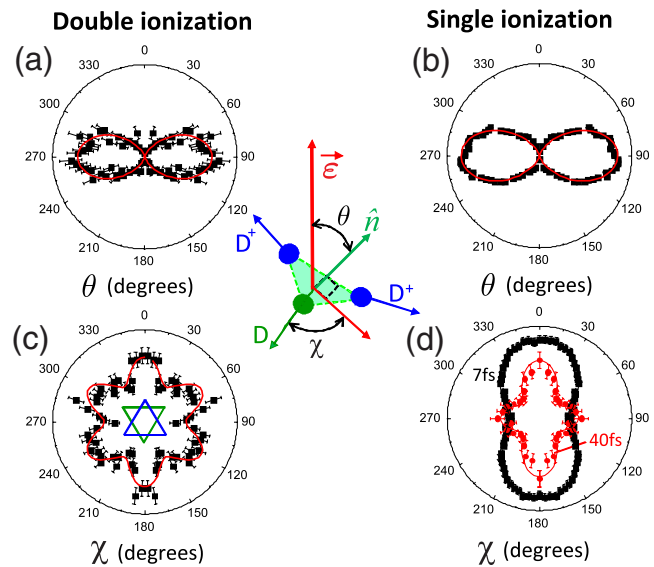 Double ionization
Single ionization
(a)
0
30
60
90
120
150
180
210
240
270
300
330
θ (degrees)
(b)
0
30
60
90
120
150
180
210
240
270
300
330
θ (degrees)
ε
θ
n̂
D⁺
D⁺
D
χ
(c)
0
30
60
90
120
150
180
210
240
270
300
330
χ (degrees)
(d)
0
30
60
90
120
150
180
210
240
270
300
330
7fs
40fs
χ (degrees)